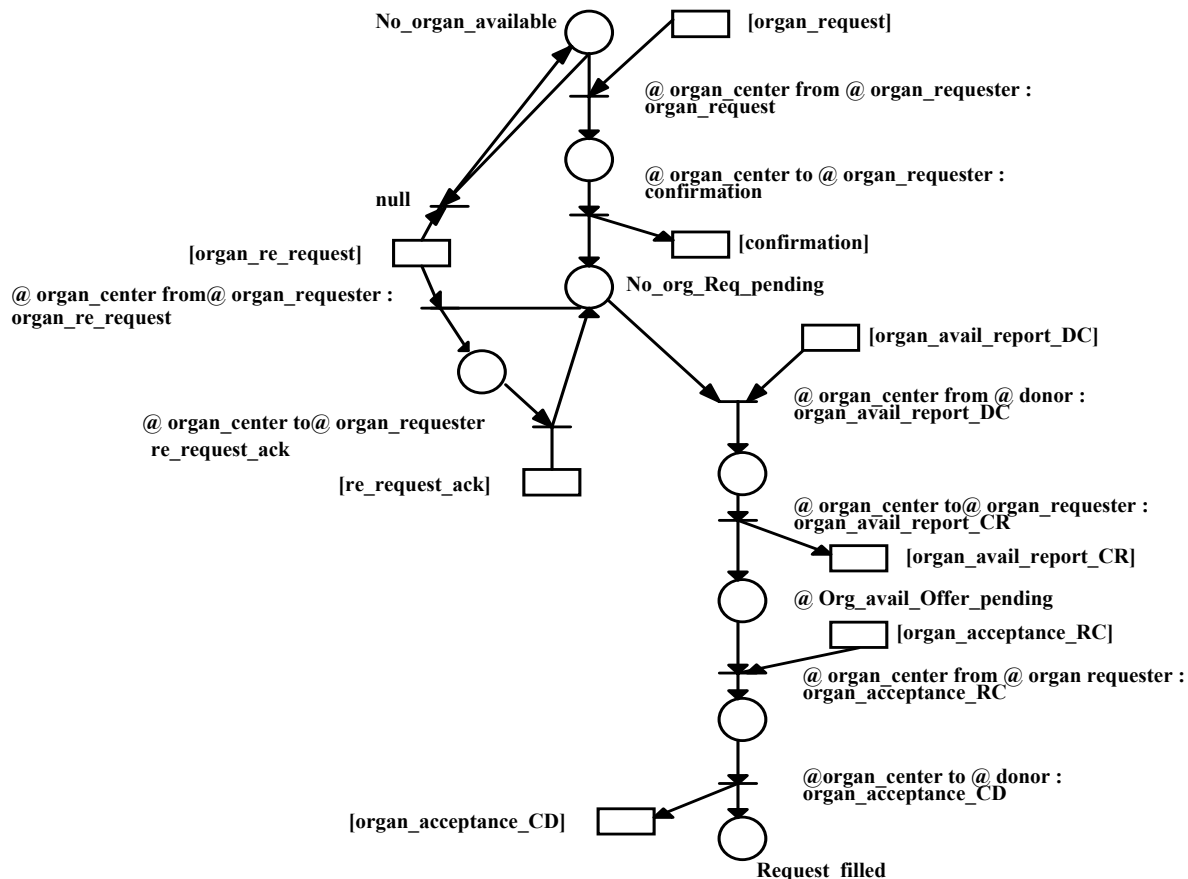 No_organ_available
[organ_request]
@ organ_center from @ organ_requester :
organ_request
@ organ_center to @ organ_requester :
confirmation
null
[confirmation]
[organ_re_request]
No_org_Req_pending
@ organ_center from@ organ_requester :
organ_re_request
[organ_avail_report_DC]
@ organ_center from @ donor :
organ_avail_report_DC
@ organ_center to@ organ_requester
re_request_ack
[re_request_ack]
@ organ_center to@ organ_requester :
organ_avail_report_CR
[organ_avail_report_CR]
@ Org_avail_Offer_pending
[organ_acceptance_RC]
@ organ_center from @ organ requester :
organ_acceptance_RC
@organ_center to @ donor :
organ_acceptance_CD
[organ_acceptance_CD]
Request_filled